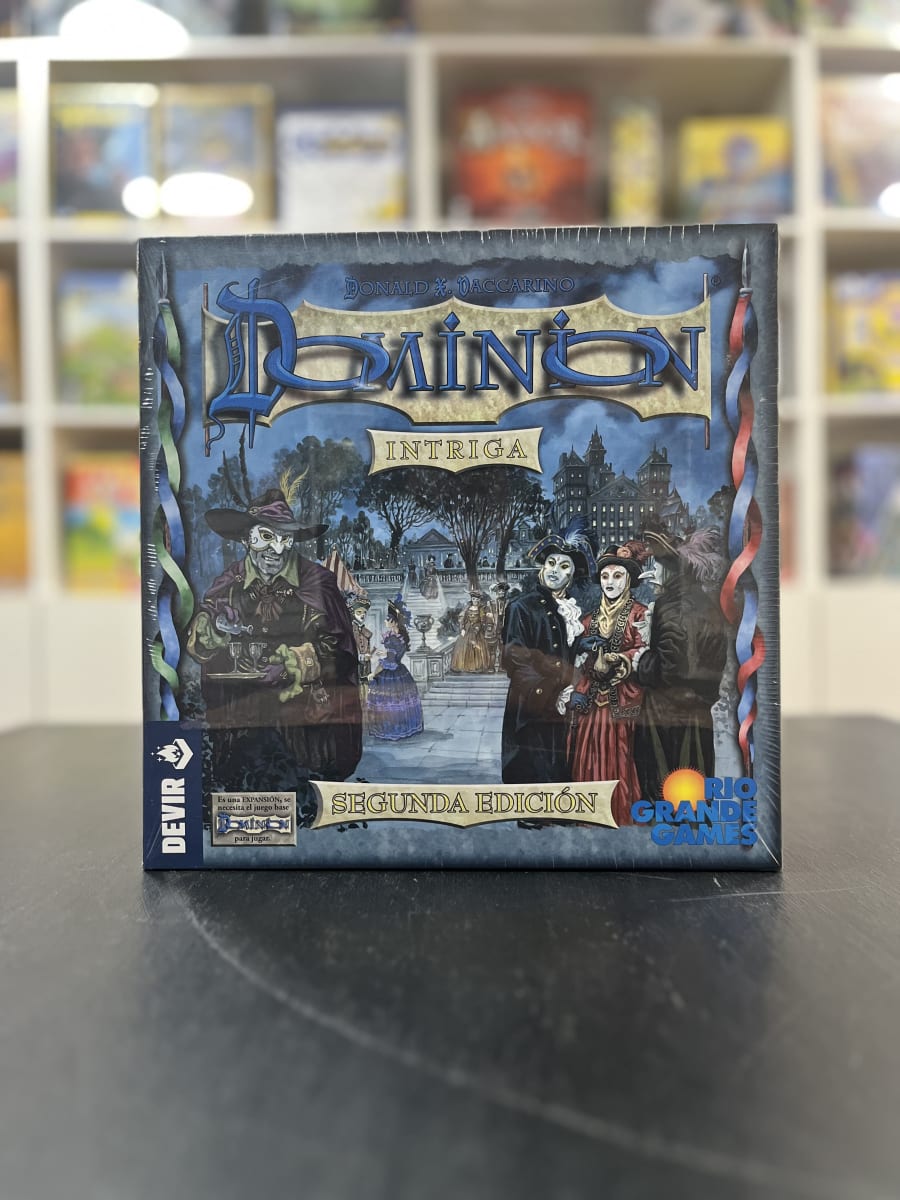 Donald X. Vaccarino
Dominion
INTRIGA
SEGUNDA EDICIÓN
DEVIR
Es una EXPANSIÓN, se
necesita el juego base
Dominion
para jugar.
RIO
GRANDE
GAMES